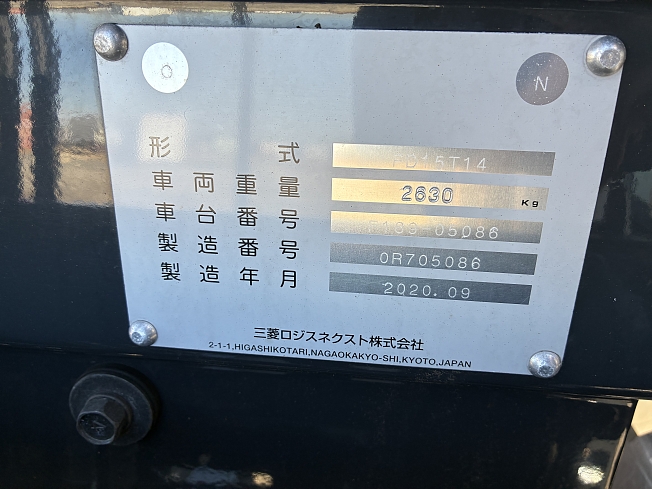 O N
形式 FD15T14
車両重量 2630 Kg
車台番号
製造番号 0R705086
製造年月 2020.09
三菱ロジスネクスト株式会社
2-1-1,HIGASHIKOTARI,NAGAOKAKYO-SHI,KYOTO,JAPAN